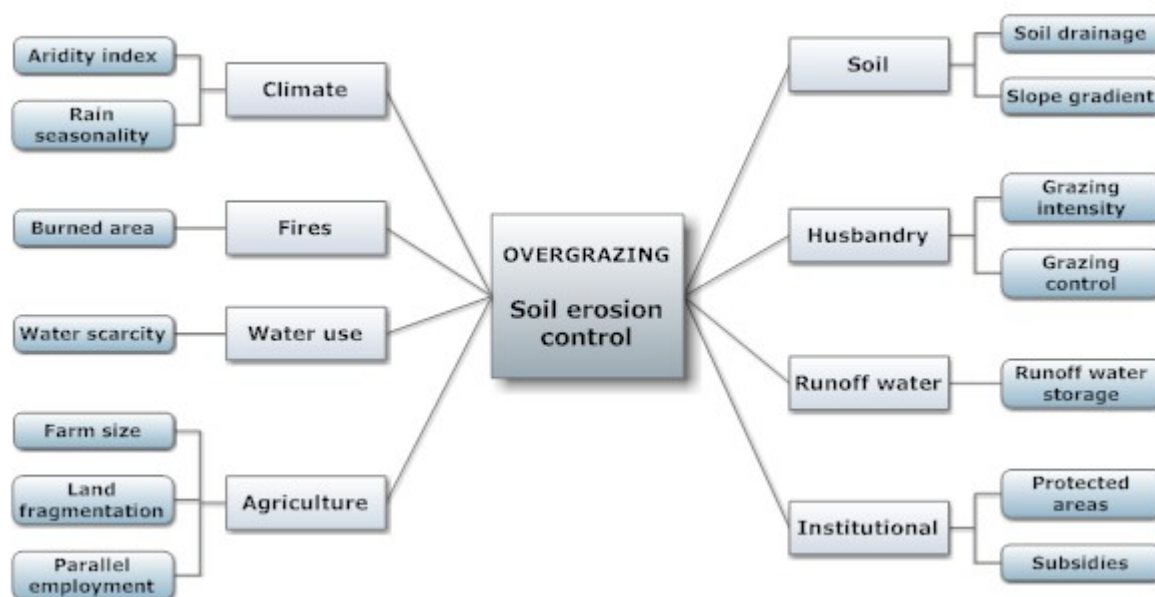 Aridity index
Rain
seasonality
Climate
Burned area
Fires
Water scarcity
Water use
Farm size
Land
fragmentation
Parallel
employment
Agriculture
OVERGRAZING
Soil erosion
control
Soil
Soil drainage
Slope gradient
Husbandry
Grazing
intensity
Grazing
control
Runoff water
Runoff water
storage
Institutional
Protected
areas
Subsidies